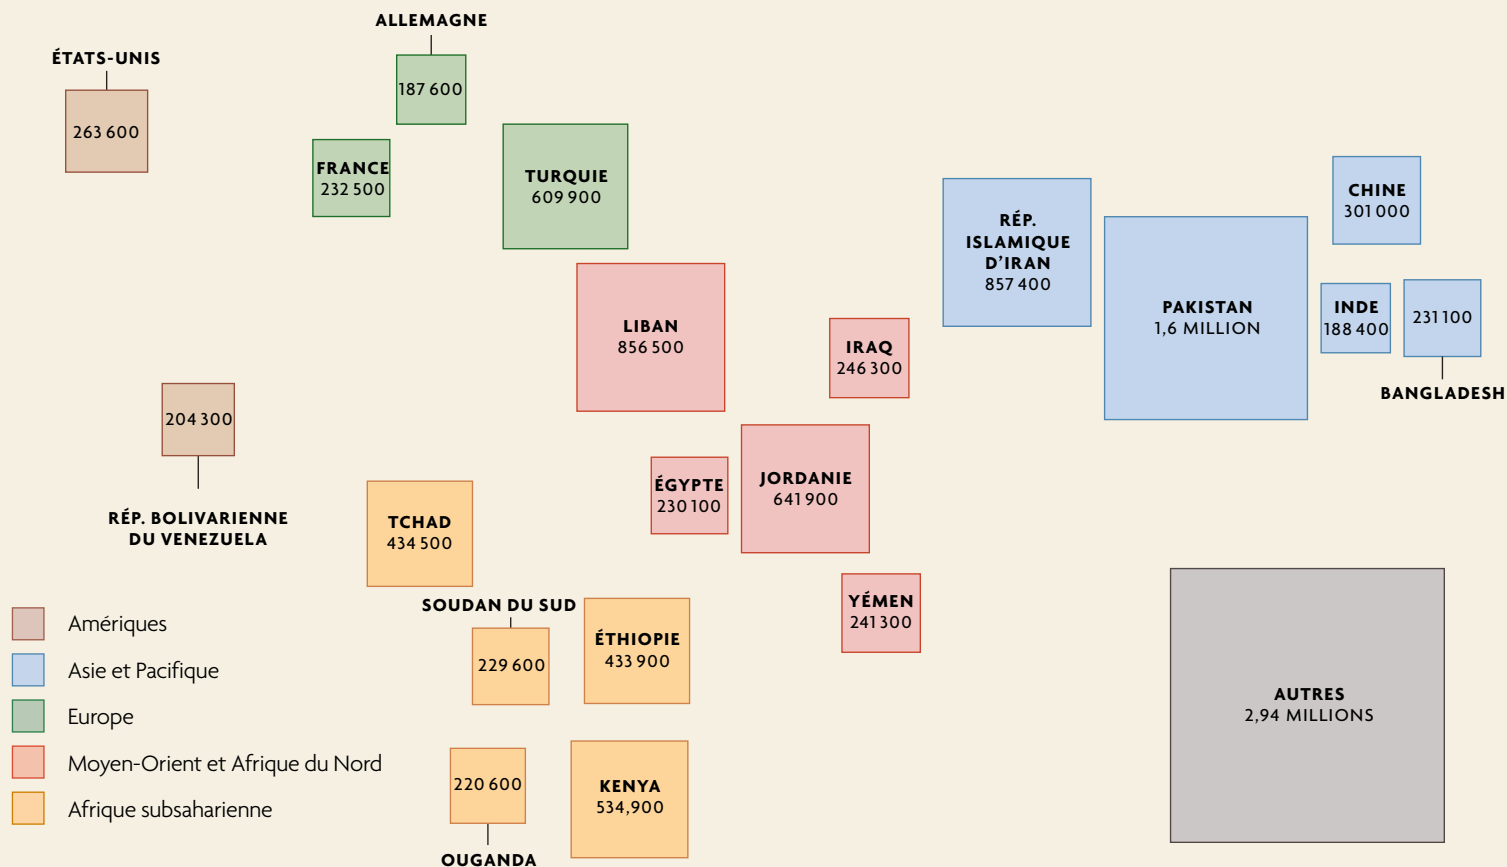 ALLEMAGNE
187 600
ÉTATS-UNIS
263 600
FRANCE
232 500
TURQUIE
609 900
RÉP.
ISLAMIQUE
D’IRAN
857 400
PAKISTAN
1,6 MILLION
CHINE
301 000
INDE
188 400
231 100
BANGLADESH
LIBAN
856 500
IRAQ
246 300
204 300
RÉP. BOLIVARIENNE
DU VENEZUELA
TCHAD
434 500
ÉGYPTE
230 100
JORDANIE
641 900
YÉMEN
241 300
SOUDAN DU SUD
229 600
ÉTHIOPIE
433 900
220 600
OUGANDA
KENYA
534,900
AUTRES
2,94 MILLIONS
Amériques
Asie et Pacifique
Europe
Moyen-Orient et Afrique du Nord
Afrique subsaharienne